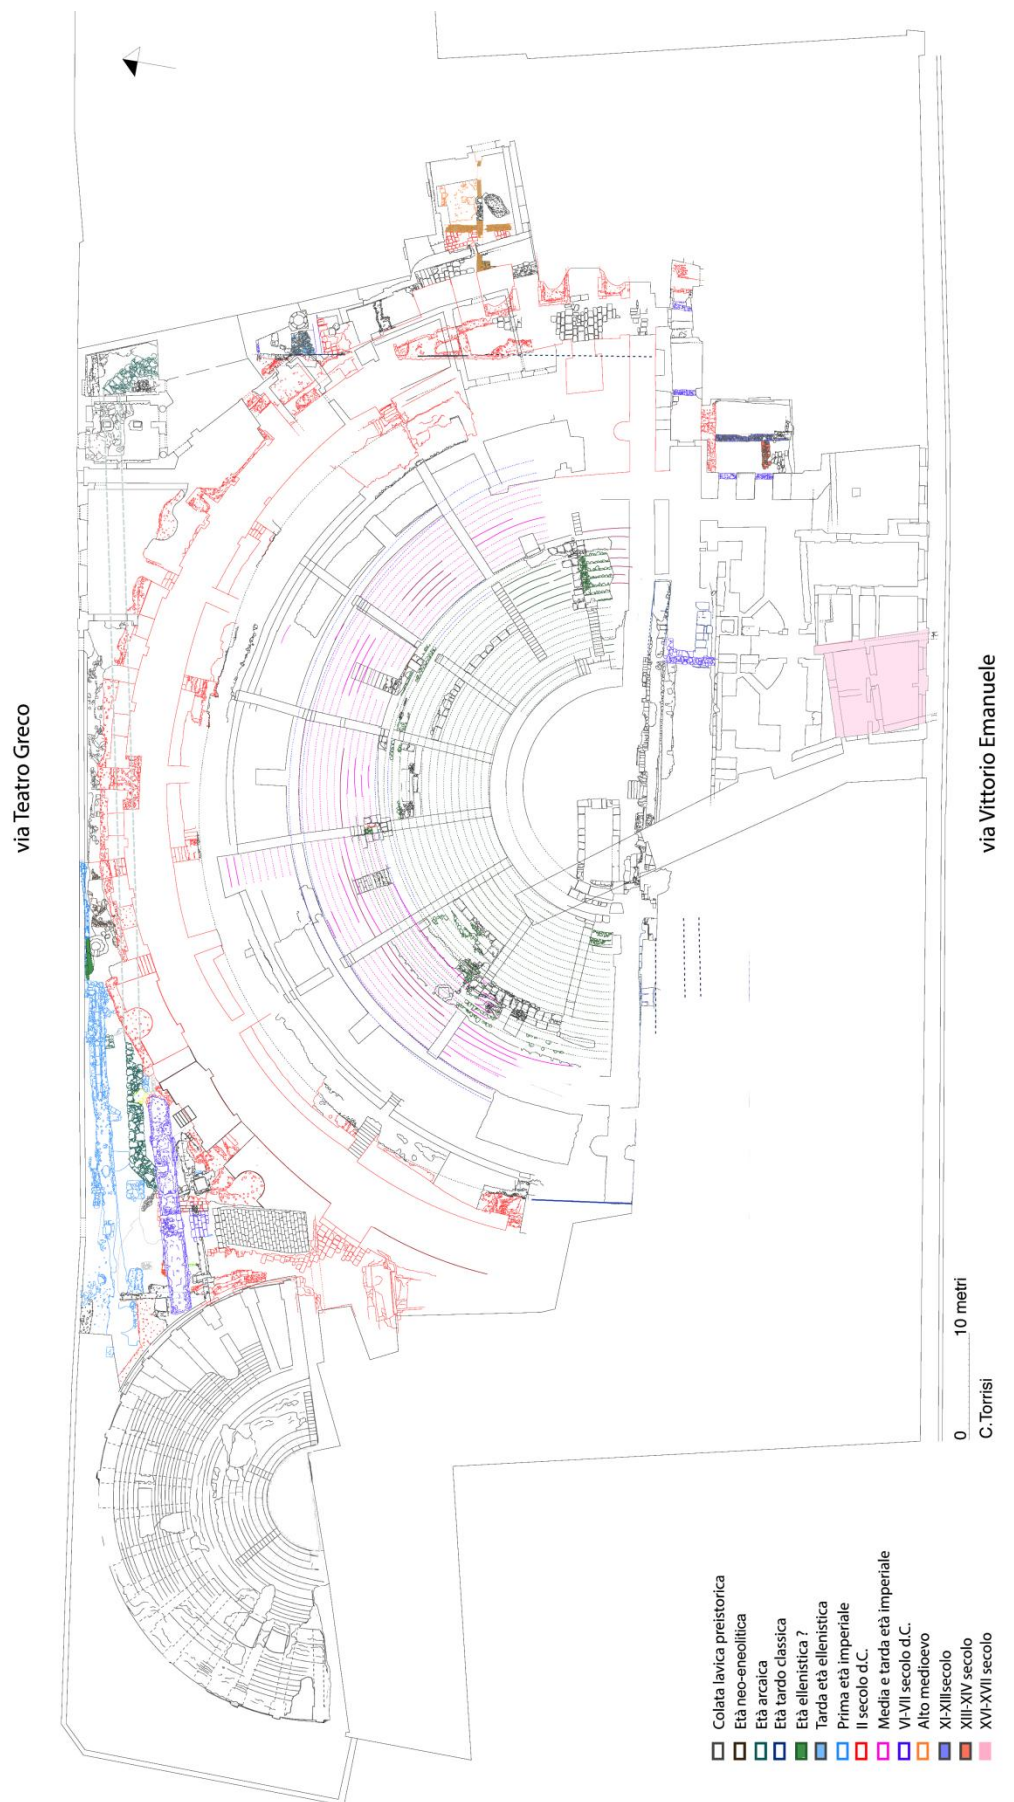 via Teatro Greco
via Vittorio Emanuele
0 10 metri
C.Torrisi
Colata lavica preistorica
Età neo-eneolitica
Età arcaica
Età tardo classica
Età ellenistica ?
Tarda età ellenistica
Prima età imperiale
II secolo d.C.
Media e tarda età imperiale
VI-VII secolo d.C.
Alto medioevo
XI-XIIIsecolo
XIII-XIV secolo
XVI-XVII secolo